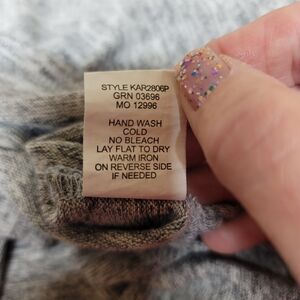 STYLE KAR2806P
GRN 03696
MO 12996
HAND WASH
COLD
NO BLEACH
LAY FLAT TO DRY
WARM IRON
ON REVERSE SIDE
IF NEEDED